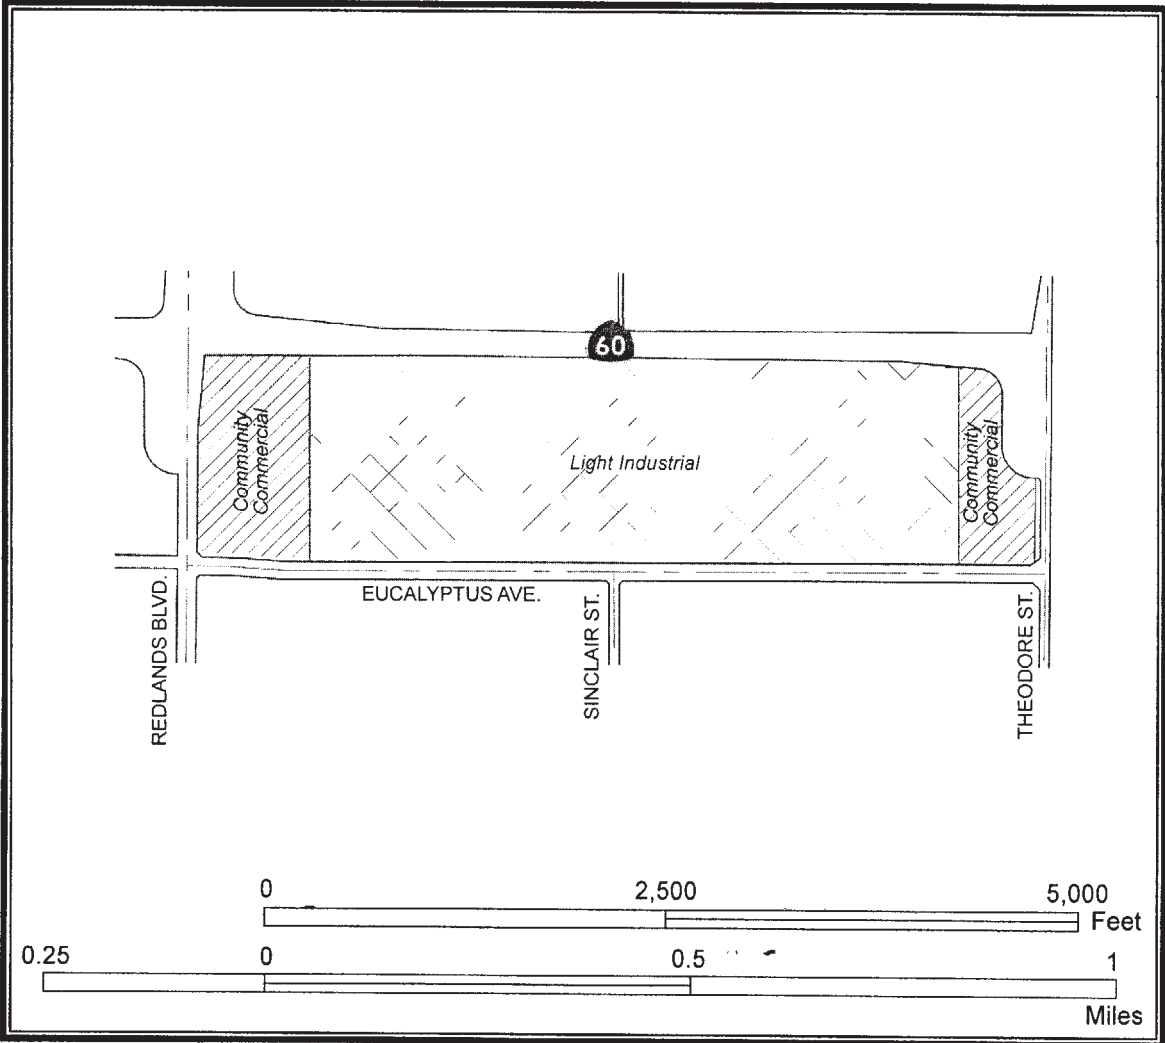 60
Community
Commercial
Light Industrial
Community
Commercial
EUCALYPTUS AVE.
REDLANDS BLVD.
SINCLAIR ST.
THEODORE ST.
0 2,500 5,000
Feet
0.25 0 0.5 1
Miles